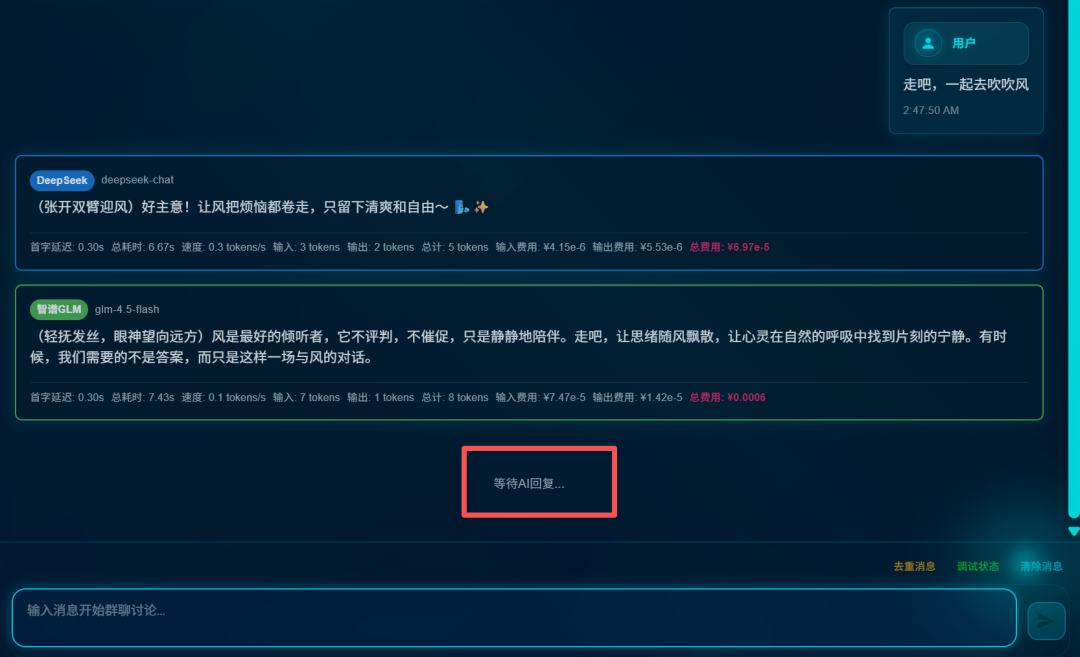 用户
走吧，一起去吹吹风
2:47:50 AM
DeepSeek deepseek-chat
（张开双臂迎风）好主意！让风把烦恼都卷走，只留下清爽和自由～ 🌬️✨
首字延迟: 0.30s 总耗时: 6.67s 速度: 0.3 tokens/s 输入: 3 tokens 输出: 2 tokens 总计: 5 tokens 输入费用: ¥4.15e-6 输出费用: ¥5.53e-6 总费用: ¥6.97e-5
智谱GLM glm-4.5-flash
（轻抚发丝，眼神望向远方）风是最好的倾听者，它不评判，不催促，只是静静地陪伴。走吧，让思绪随风飘散，让心灵在自然的呼吸中找到片刻的宁静。有时
候，我们需要的不是答案，而只是这样一场与风的对话。
首字延迟: 0.30s 总耗时: 7.43s 速度: 0.1 tokens/s 输入: 7 tokens 输出: 1 tokens 总计: 8 tokens 输入费用: ¥7.47e-5 输出费用: ¥1.42e-5 总费用: ¥0.0006
等待AI回复...
去重消息 调试状态 清除消息
输入消息开始群聊讨论...